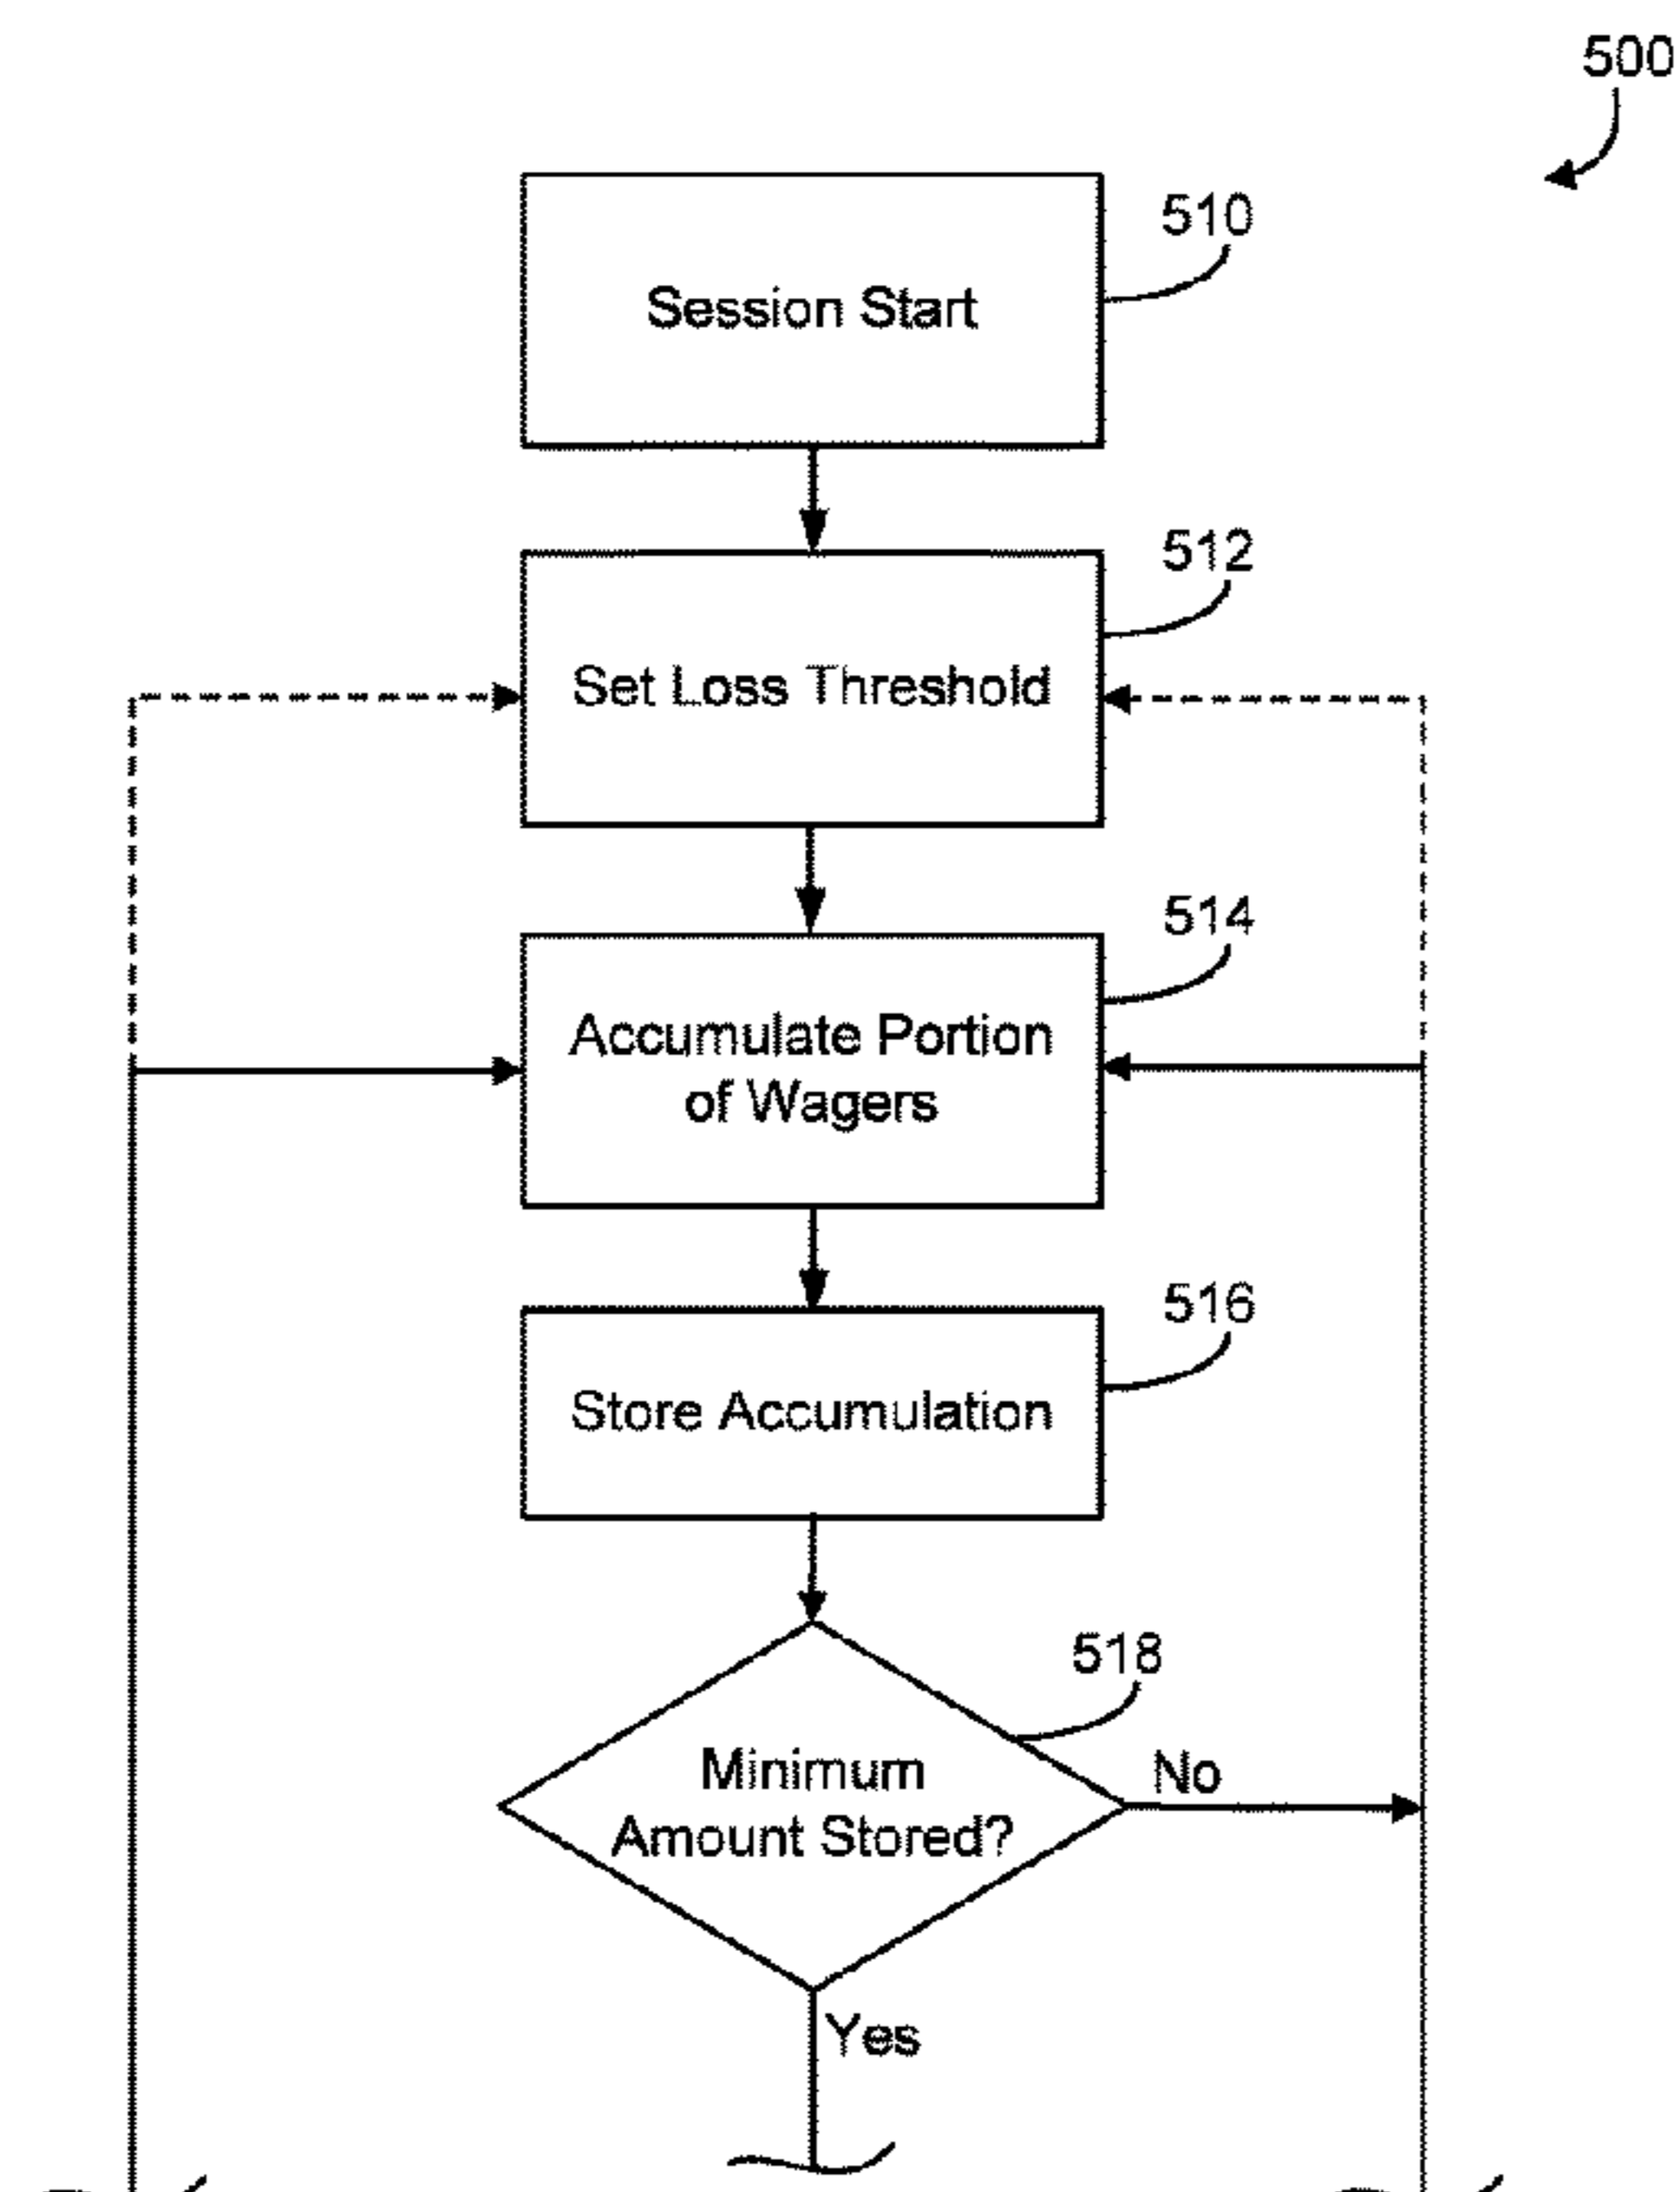 500
510
Session Start
512
Set Loss Threshold
514
Accumulate Portion
of Wagers
516
Store Accumulation
518
Minimum
Amount Stored?
No
Yes